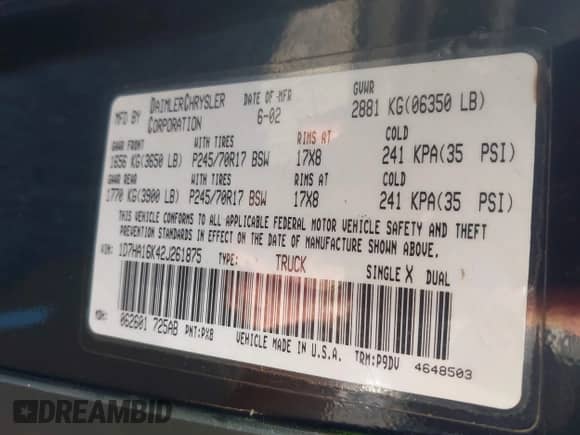 MFD BY DAIMLERCHRYSLER CORPORATION DATE OF MFR 6-02 GVWR 2881 KG(06350 LB)
GAWR FRONT WITH TIRES RIMS AT COLD
1656 KG(3650 LB) P245/70R17 BSW 17X8 241 KPA(35 PSI)
GAWR REAR WITH TIRES RIMS AT COLD
1770 KG(3900 LB) P245/70R17 BSW 17X8 241 KPA(35 PSI)
THIS VEHICLE CONFORMS TO ALL APPLICABLE FEDERAL MOTOR VEHICLE SAFETY AND THEFT
PREVENTION STANDARDS IN EFFECT ON THE DATE OF MANUFACTURE SHOWN ABOVE.
VIN: 1D7HA16K42J261875 TYPE: TRUCK SINGLE X DUAL
MDH: 062601 725AB PNT:PXB VEHICLE MADE IN U.S.A. TRM:P9DV 4648503
DREAMBID